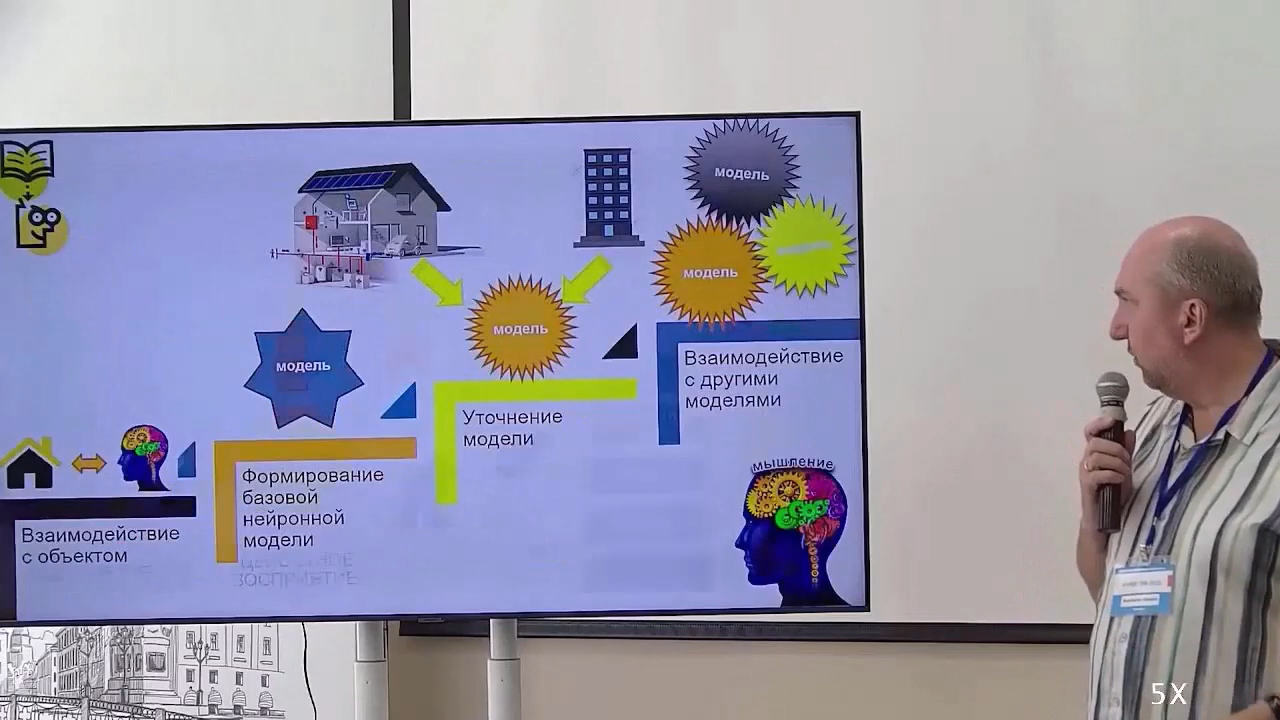 модель
модель
модель
модель
Взаимодействие
с другими
моделями
Уточнение
модели
Формирование
базовой
нейронной
модели
Взаимодействие
с объектом
мышление
5X